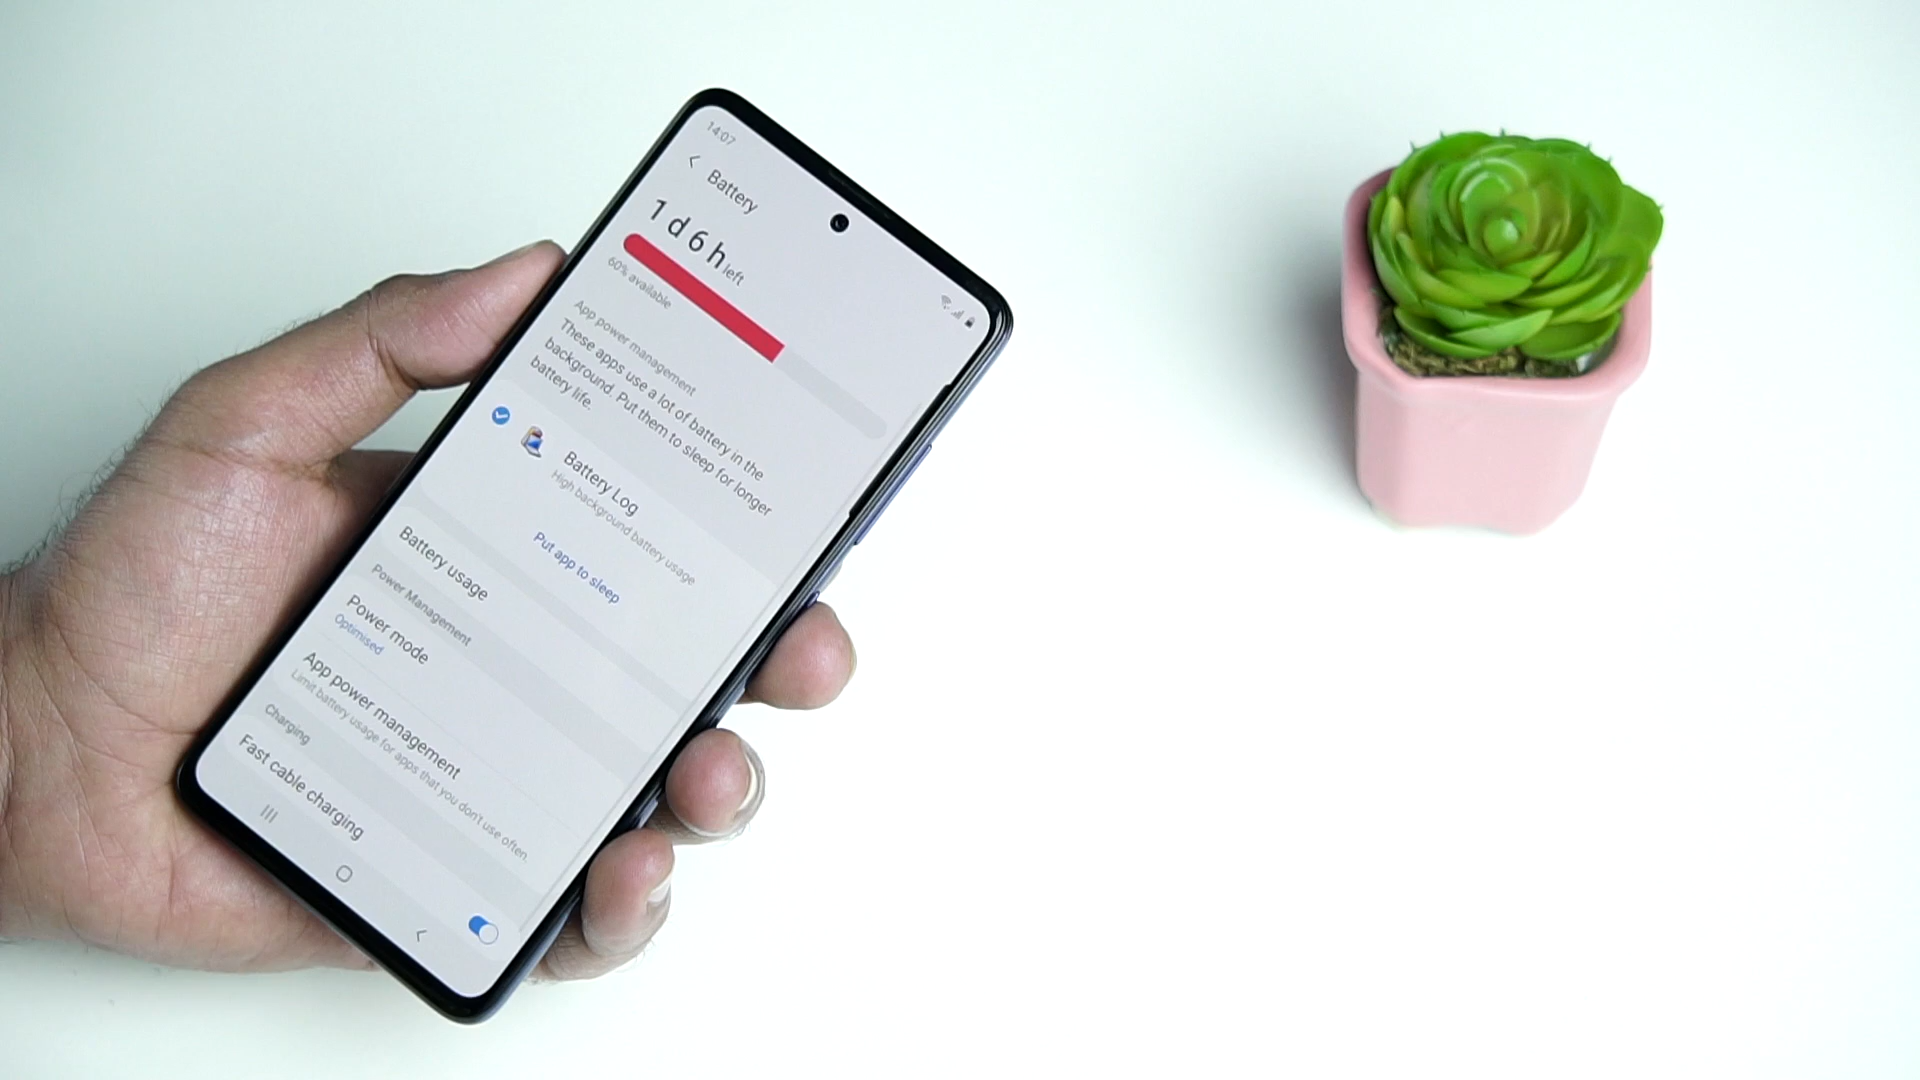 14:07
Battery
1 d 6 h left
60% available
App power management
These apps use a lot of battery in the
background. Put them to sleep for longer
battery life.
Battery Log
High background battery usage
Put app to sleep
Battery usage
Power Management
Power mode
Optimised
App power management
Limit battery usage for apps that you don't use often.
Charging
Fast cable charging